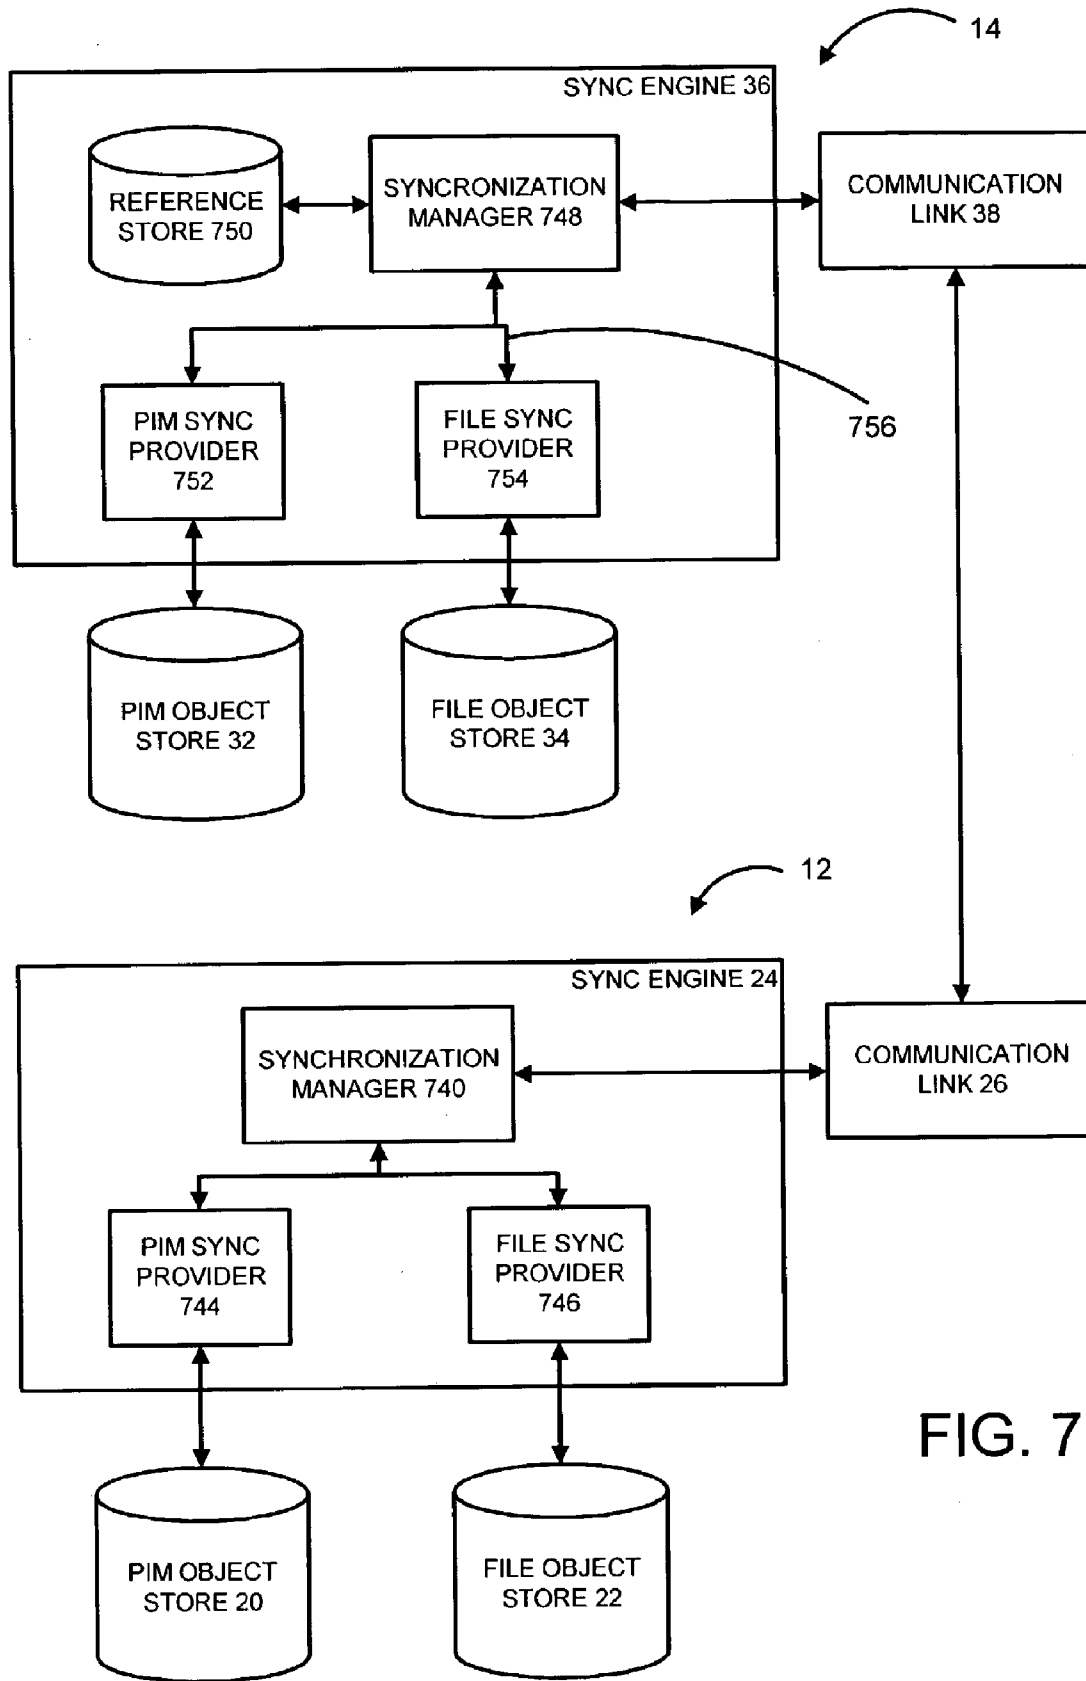 14
SYNC ENGINE 36
REFERENCE
STORE 750
SYNCRONIZATION
MANAGER 748
COMMUNICATION
LINK 38
PIM SYNC
PROVIDER
752
FILE SYNC
PROVIDER
754
756
PIM OBJECT
STORE 32
FILE OBJECT
STORE 34
12
SYNC ENGINE 24
SYNCHRONIZATION
MANAGER 740
COMMUNICATION
LINK 26
PIM SYNC
PROVIDER
744
FILE SYNC
PROVIDER
746
FIG. 7
PIM OBJECT
STORE 20
FILE OBJECT
STORE 22